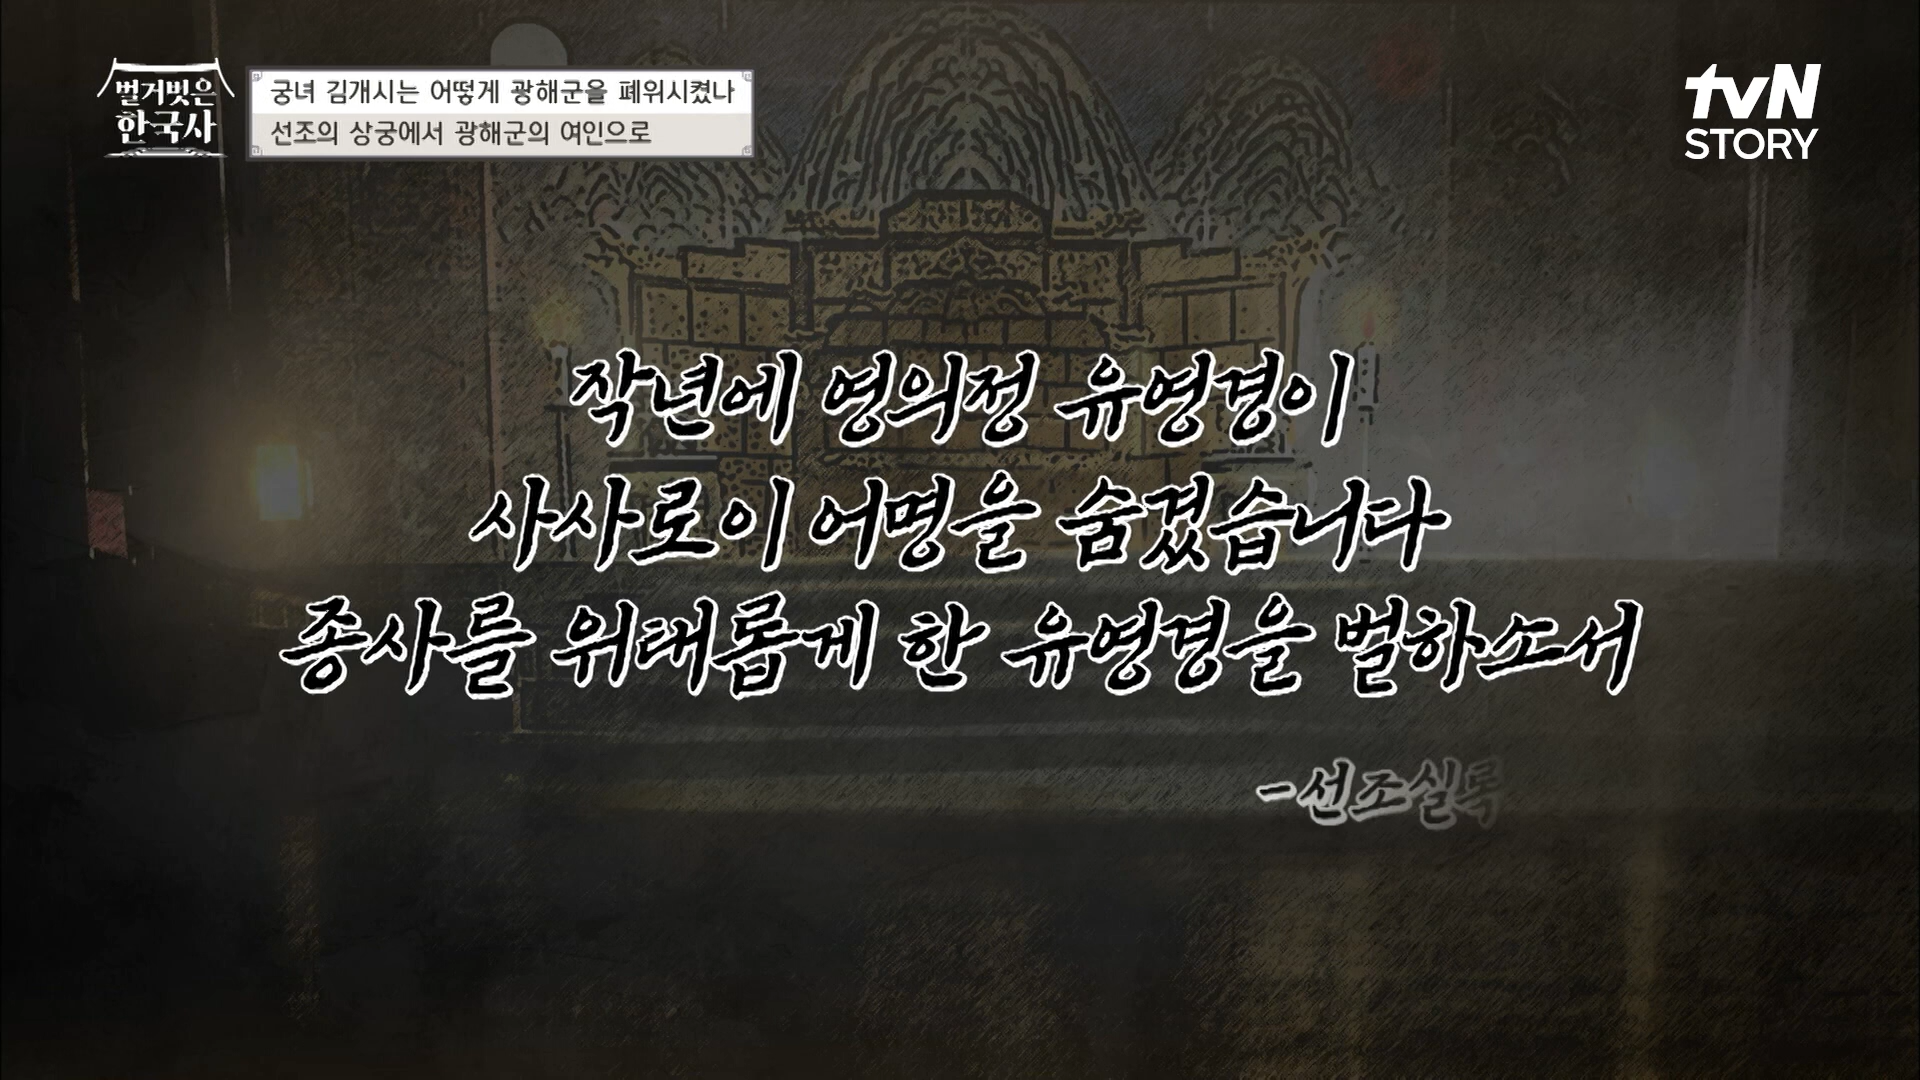 벌거벗은
한국사
궁녀 김개시는 어떻게 광해군을 폐위시켰나
선조의 상궁에서 광해군의 여인으로
tvN
STORY
작년에 영의정 유영경이
사사로이 어명을 숨겼습니다
종사를 위태롭게 한 유영경을 벌하소서
-선조실록